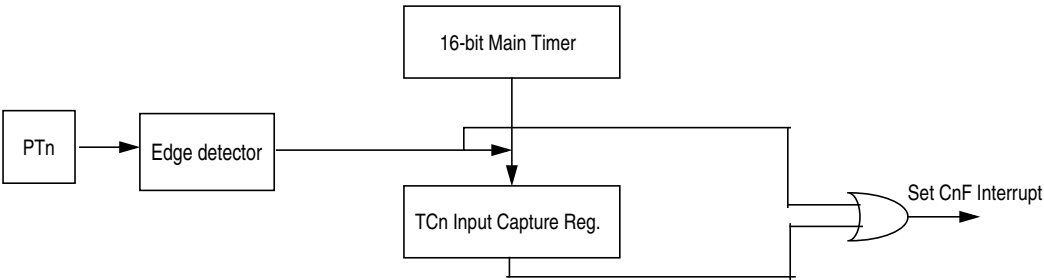 16-bit Main Timer
PTn
Edge detector
TCn Input Capture Reg.
Set CnF Interrupt